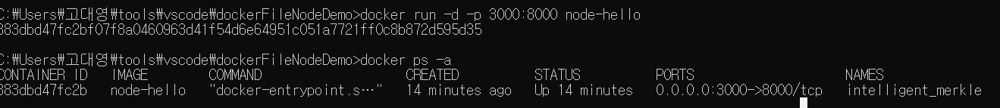 C:\Users\고대영\tools\vscode\dockerFileNodeDemo>docker run -d -p 3000:8000 node-hello
883dbd47fc2bf07f8a0460963d41f54d6e64951c051a7721ff0c8b872d595d35
C:\Users\고대영\tools\vscode\dockerFileNodeDemo>docker ps -a
CONTAINER ID IMAGE COMMAND CREATED STATUS PORTS NAMES
883dbd47fc2b node-hello "docker-entrypoint.s…" 14 minutes ago Up 14 minutes 0.0.0.0:3000->8000/tcp intelligent_merkle